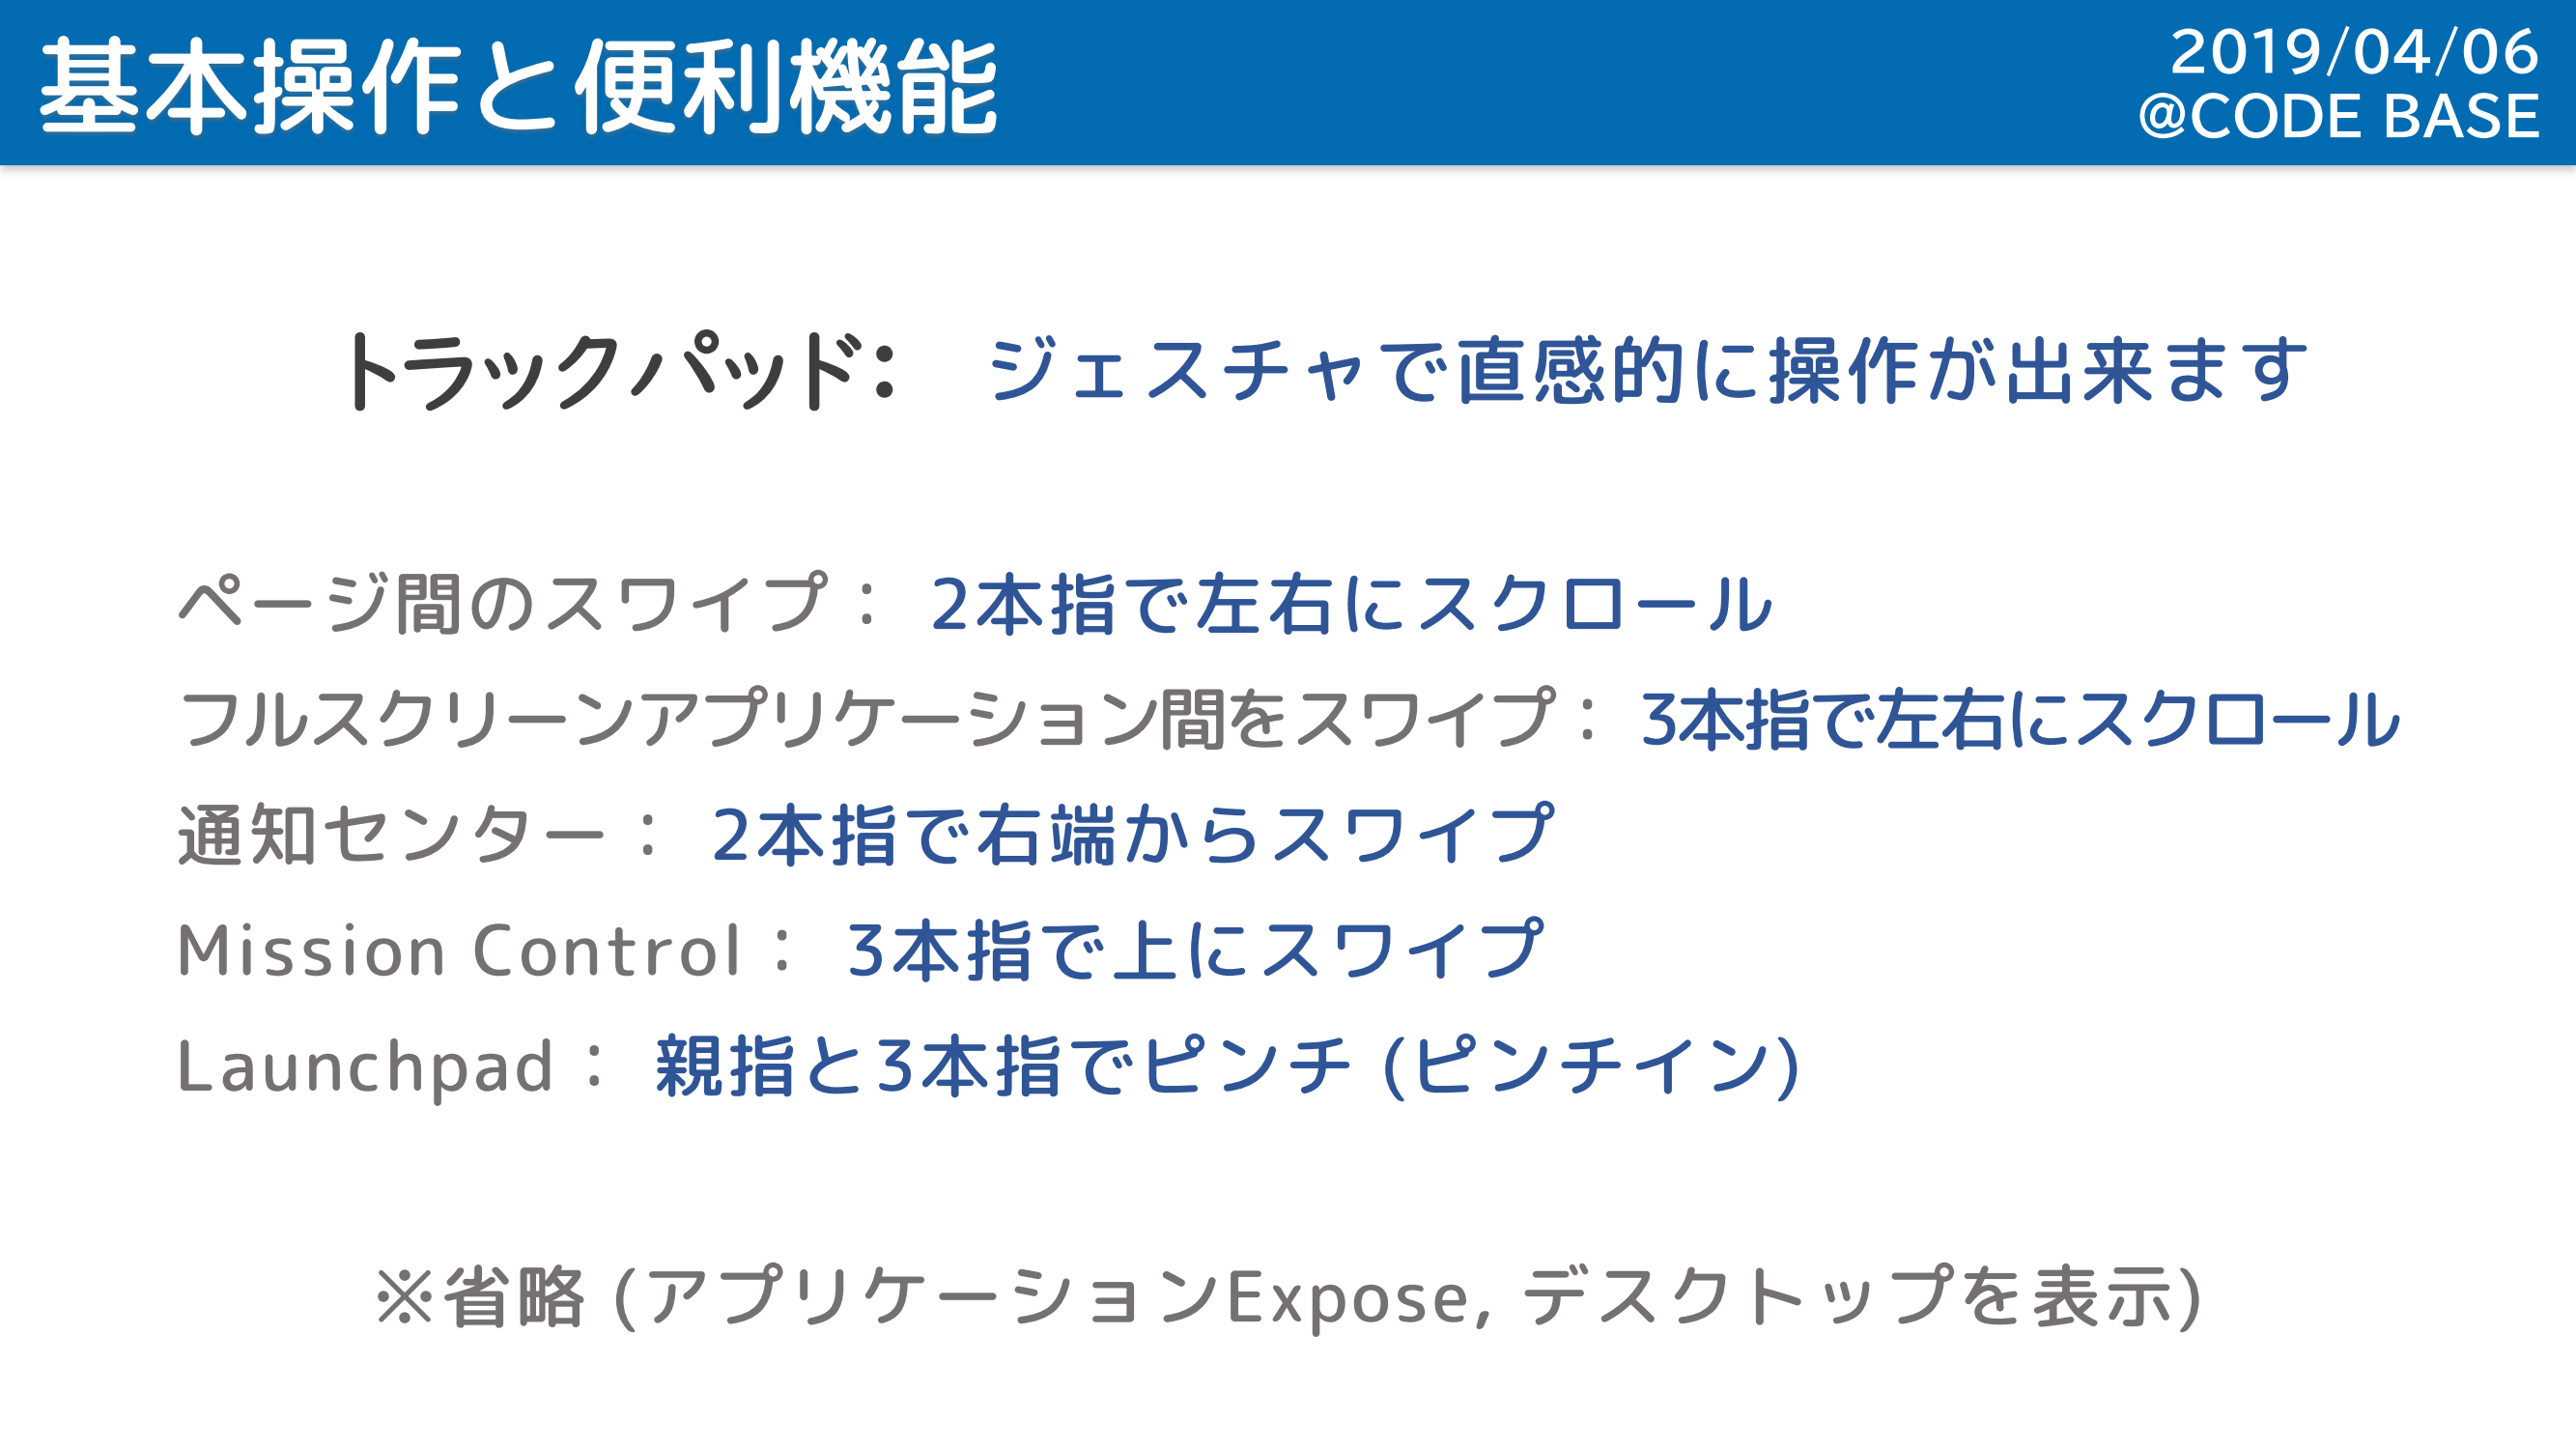 基本操作と便利機能
2019/04/06
@CODE BASE
トラックパッド： ジェスチャで直感的に操作が出来ます
ページ間のスワイプ： 2本指で左右にスクロール
フルスクリーンアプリケーション間をスワイプ： 3本指で左右にスクロール
通知センター： 2本指で右端からスワイプ
Mission Control： 3本指で上にスワイプ
Launchpad： 親指と3本指でピンチ (ピンチイン)
※省略 (アプリケーションExpose, デスクトップを表示)